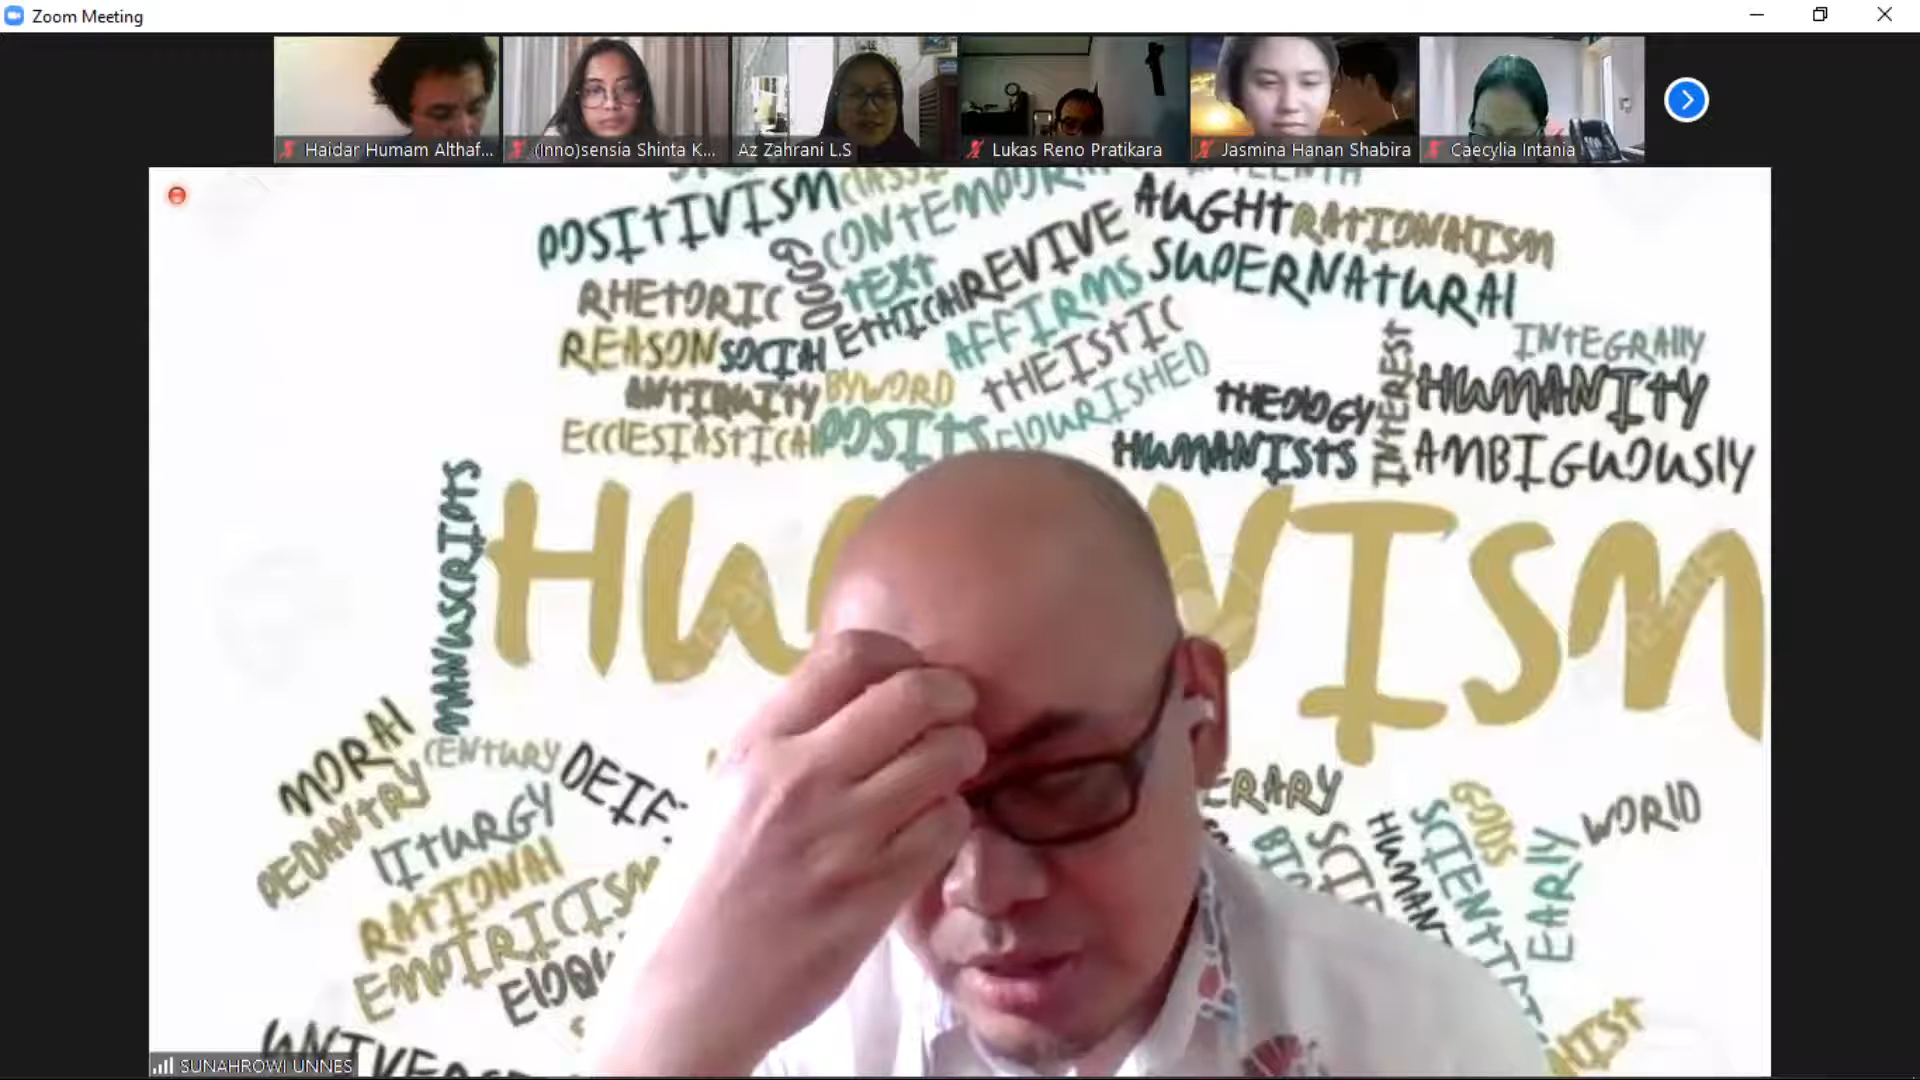 Zoom Meeting
Haidar Humam Althaf...
(Inno)sensia Shinta K...
Az Zahrani L.S
Lukas Reno Pratikara
Jasmina Hanan Shabira
Caecylia Intania
POSITIVISM
AUGHT
RATIONALISM
GOOD
TEXT
REVIVE
SUPERNATURAL
RHETORIC
ETHICAL
AFFIRMS
REASON
SOCIAL
THEISTIC
INTEGRALLY
ANTIQUITY
BYWORD
FLOURISHED
THEOLOGY
INTEREST
HUMANITY
ECCLESIASTICAL
POSITS
HUMANISTS
AMBIGUOUSLY
MANUSCRIPTS
MORAL
CENTURY
PEDANTRY
LITURGY
RATIONAL
EMPIRICISM
GODS
WORLD
EARLY
SUNAHROWI UNNES